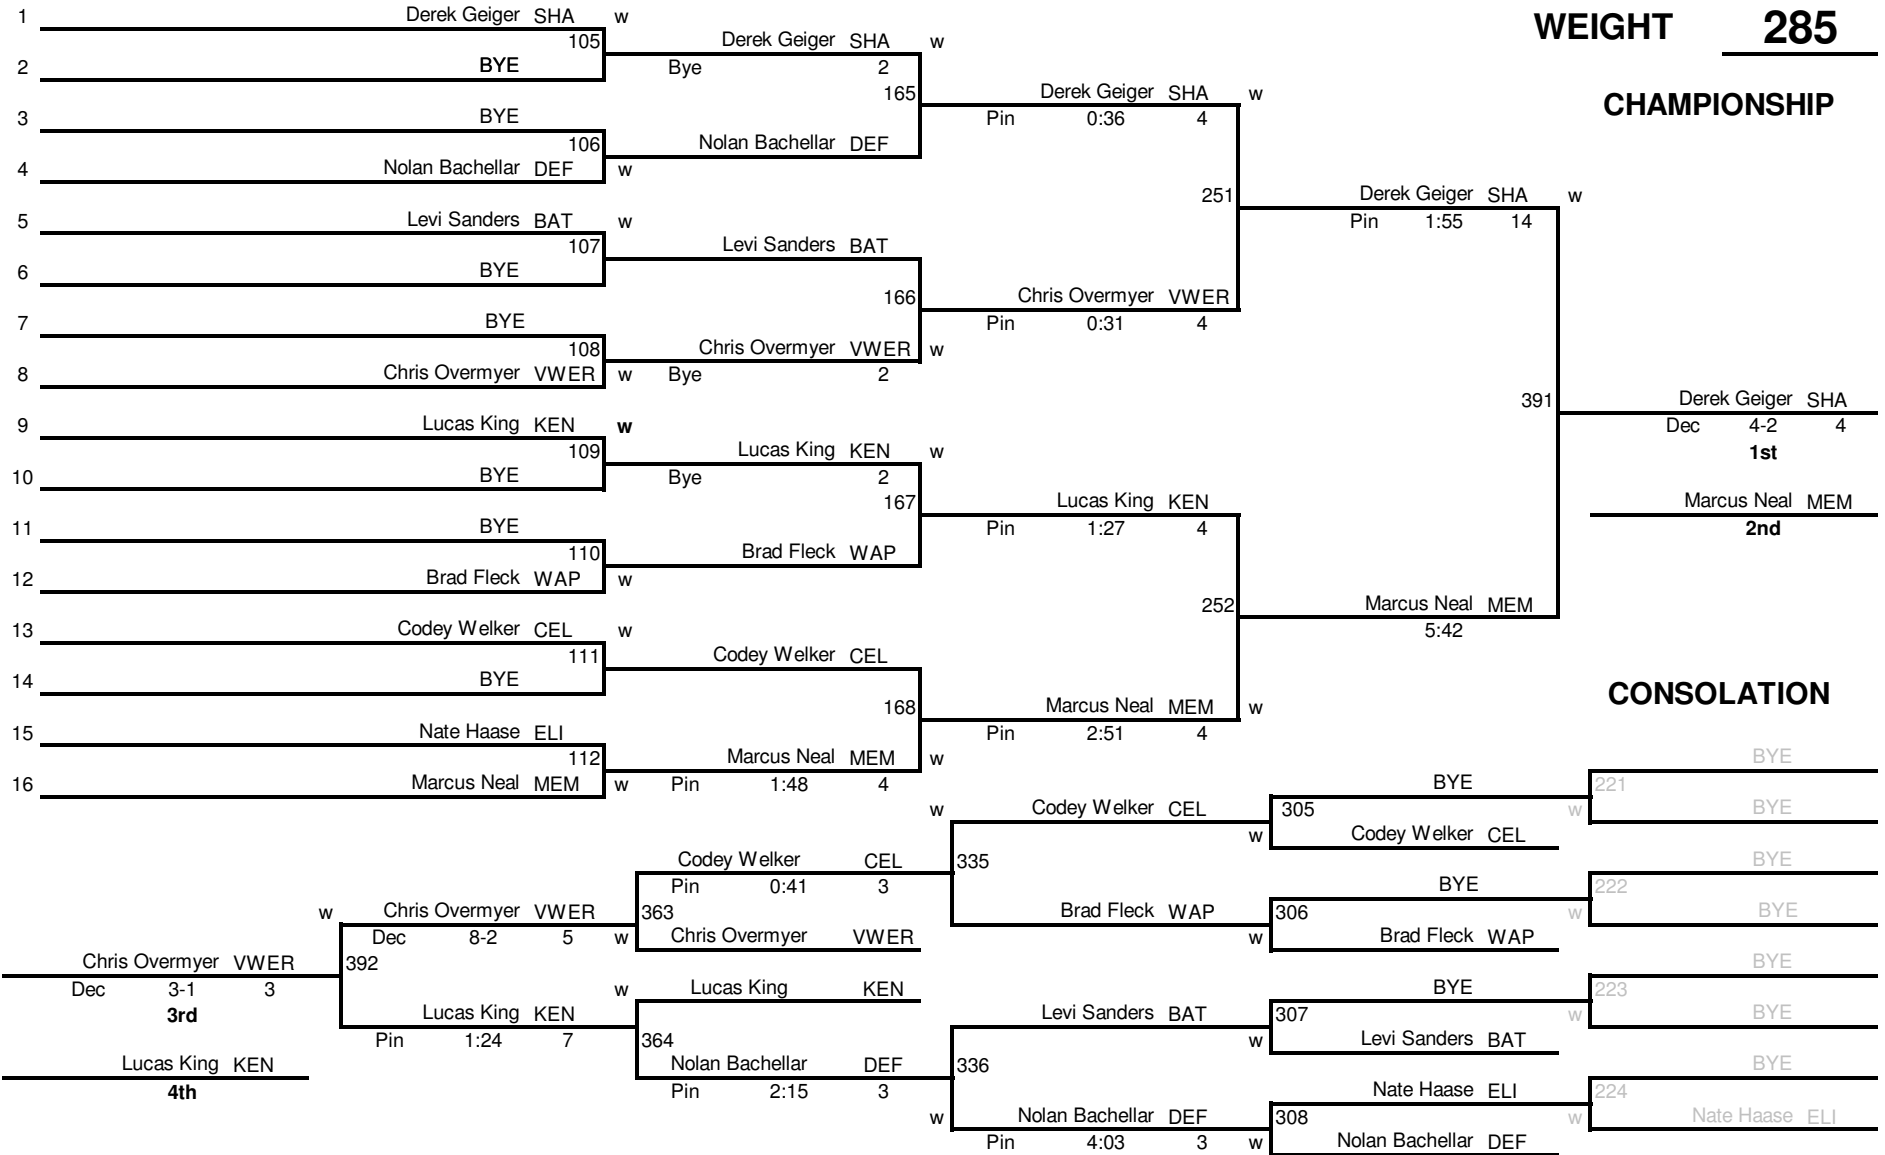 WEIGHT 285
CHAMPIONSHIP
1 Derek Geiger SHA w
105
2 BYE
3 BYE
106
4 Nolan Bachellar DEF w
5 Levi Sanders BAT w
107
6 BYE
7 BYE
108
8 Chris Overmyer VWER w
9 Lucas King KEN w
109
10 BYE
11 BYE
110
12 Brad Fleck WAP w
13 Codey Welker CEL w
111
14 BYE
15 Nate Haase ELI
112
16 Marcus Neal MEM w
Derek Geiger SHA w
Bye 2
165
Nolan Bachellar DEF
Levi Sanders BAT
166
Chris Overmyer VWER w
Bye 2
Lucas King KEN w
Bye 2
167
Brad Fleck WAP
Codey Welker CEL
168
Marcus Neal MEM w
Pin 1:48 4
Derek Geiger SHA w
Pin 0:36 4
251
Chris Overmyer VWER
Pin 0:31 4
Lucas King KEN
Pin 1:27 4
252
Marcus Neal MEM w
Pin 2:51 4
Derek Geiger SHA w
Pin 1:55 14
391
Marcus Neal MEM
5:42
Derek Geiger SHA
Dec 4-2 4
1st
Marcus Neal MEM
2nd
CONSOLATION
BYE
221
w BYE
BYE
222
w BYE
BYE
223
w BYE
BYE
224
w Nate Haase ELI
BYE
305
w Codey Welker CEL
BYE
306
w Brad Fleck WAP
BYE
307
w Levi Sanders BAT
Nate Haase ELI
308
w Nolan Bachellar DEF
w Codey Welker CEL
335
Brad Fleck WAP
Levi Sanders BAT
336
w Nolan Bachellar DEF
Pin 4:03 3
Codey Welker CEL
Pin 0:41 3
363
w Chris Overmyer VWER
w Lucas King KEN
364
Nolan Bachellar DEF
Pin 2:15 3
w Chris Overmyer VWER
Dec 8-2 5
392
Lucas King KEN
Pin 1:24 7
Chris Overmyer VWER
Dec 3-1 3
3rd
Lucas King KEN
4th